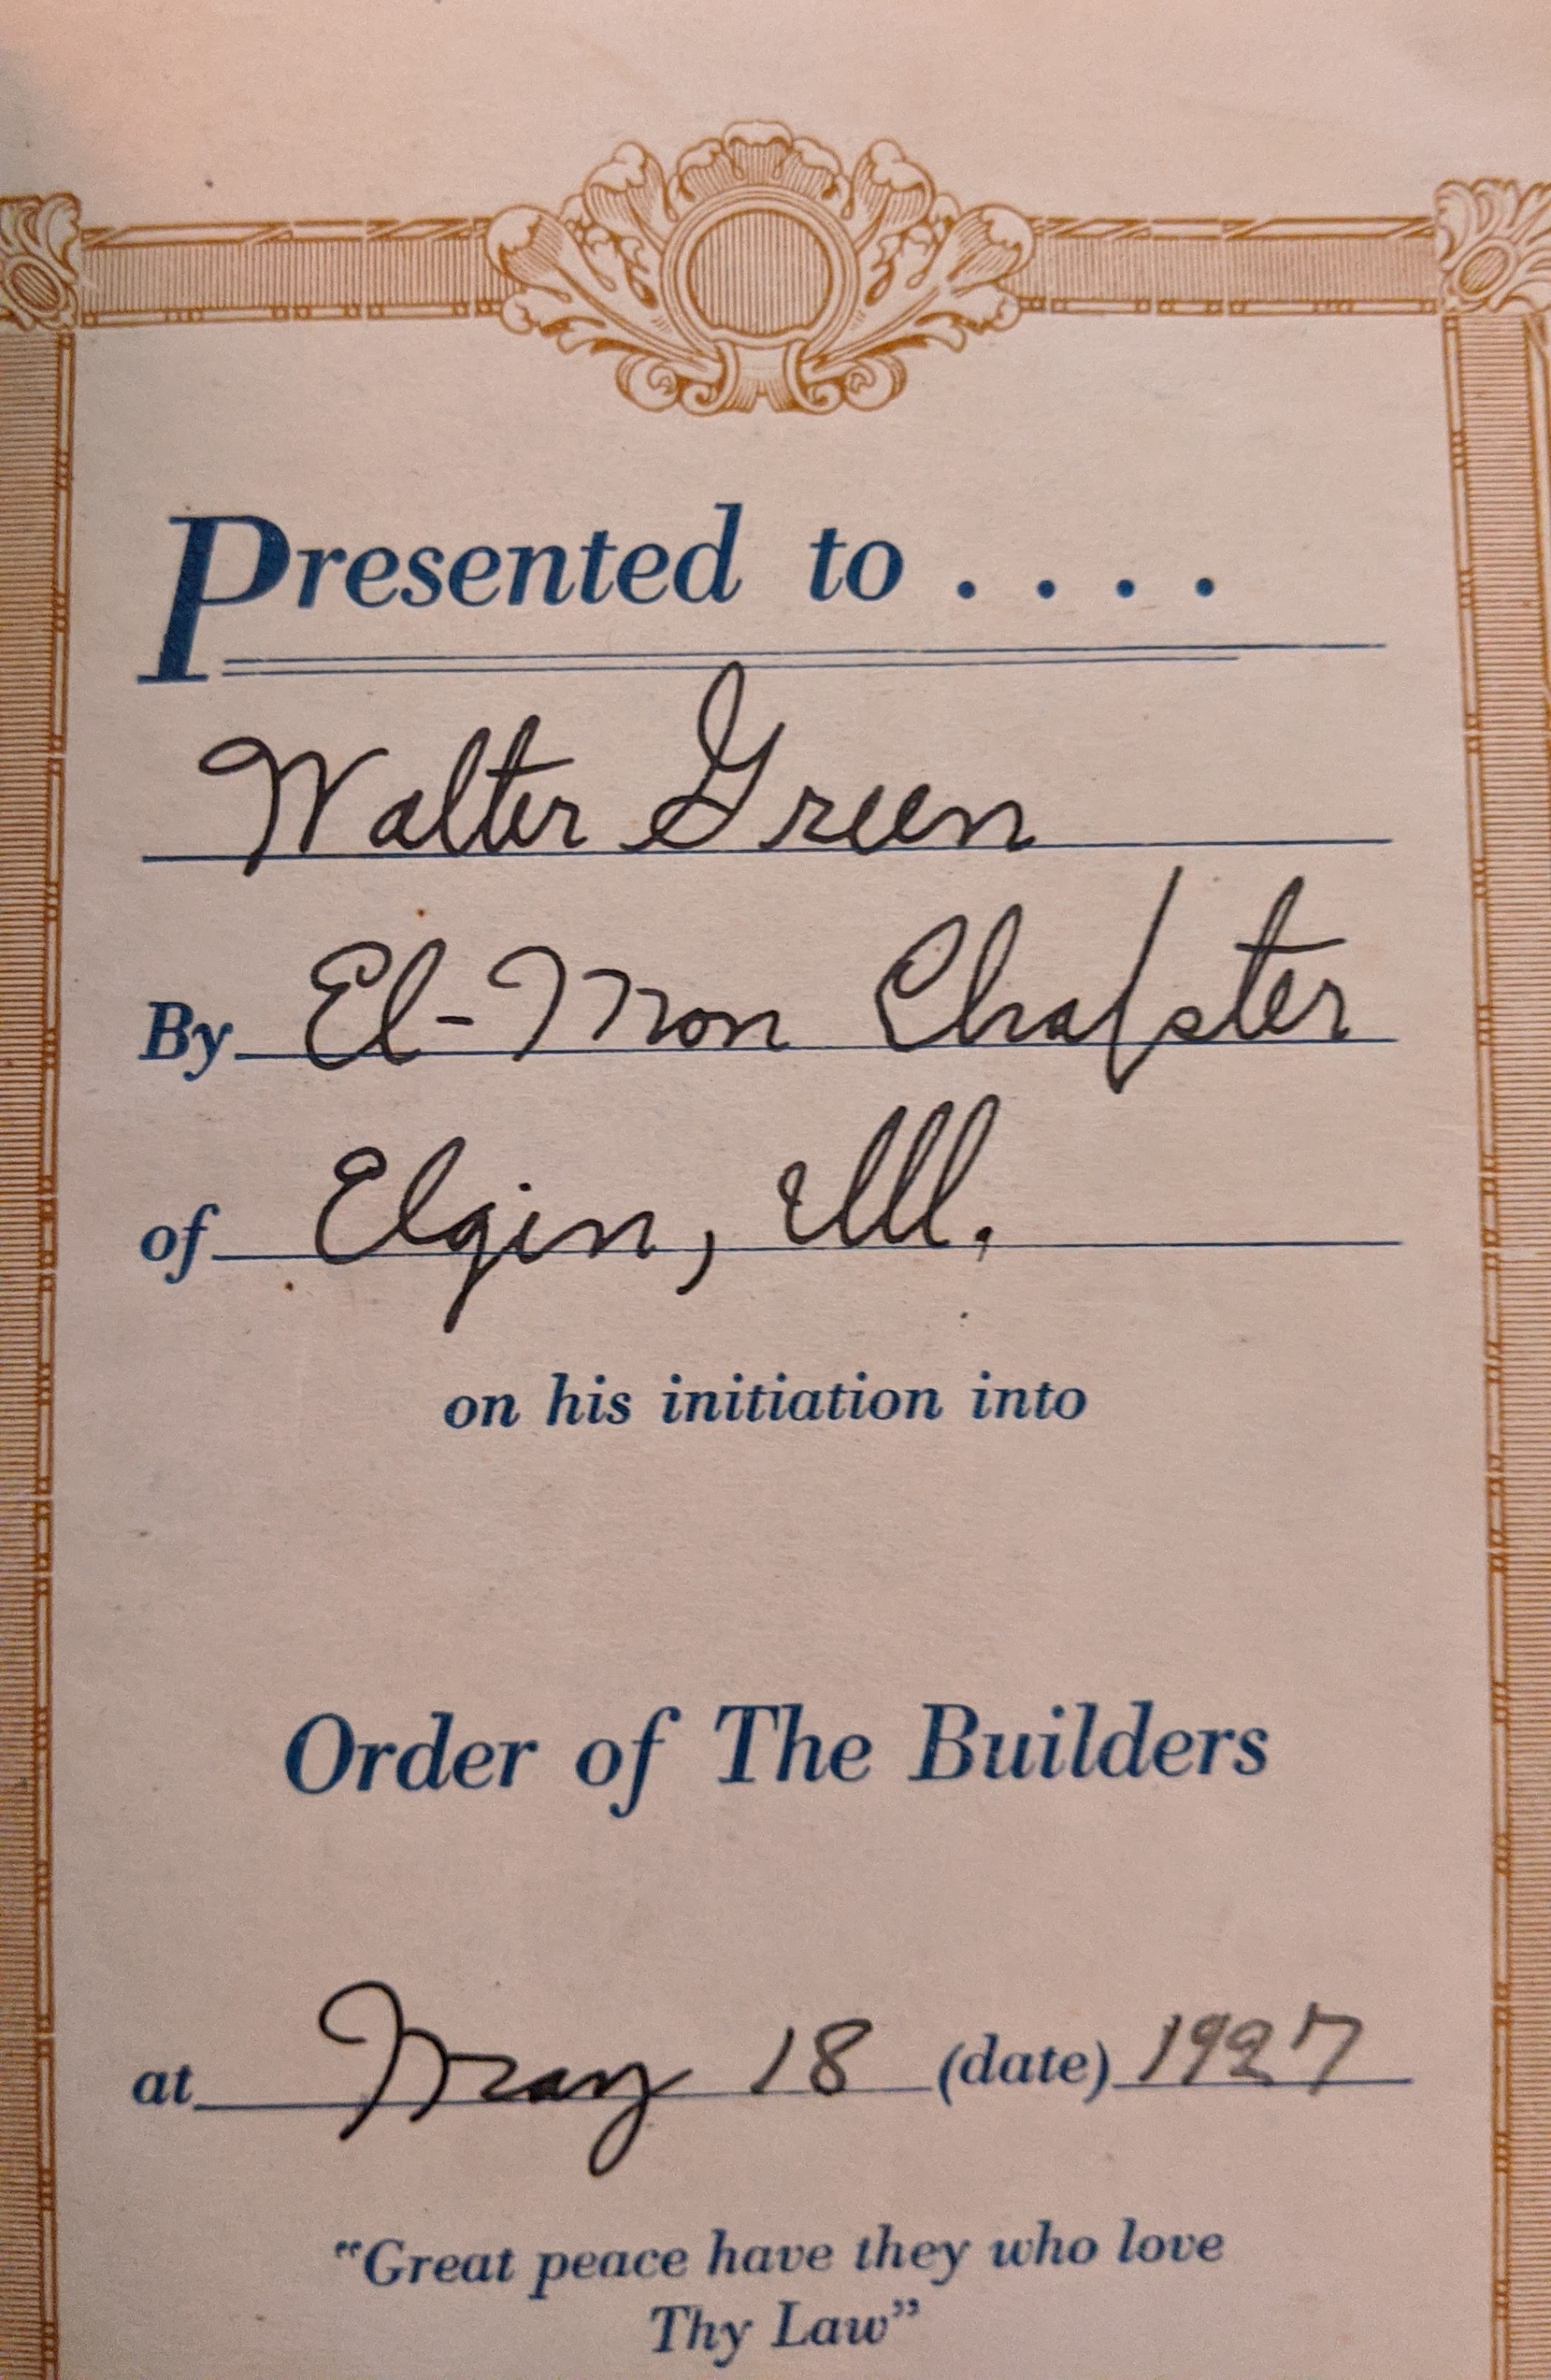 Presented to . . . .
Walter Green
By El-Mon Chapter
of Elgin, Ill.
on his initiation into
Order of The Builders
at May 18 (date) 1927
"Great peace have they who love
Thy Law"